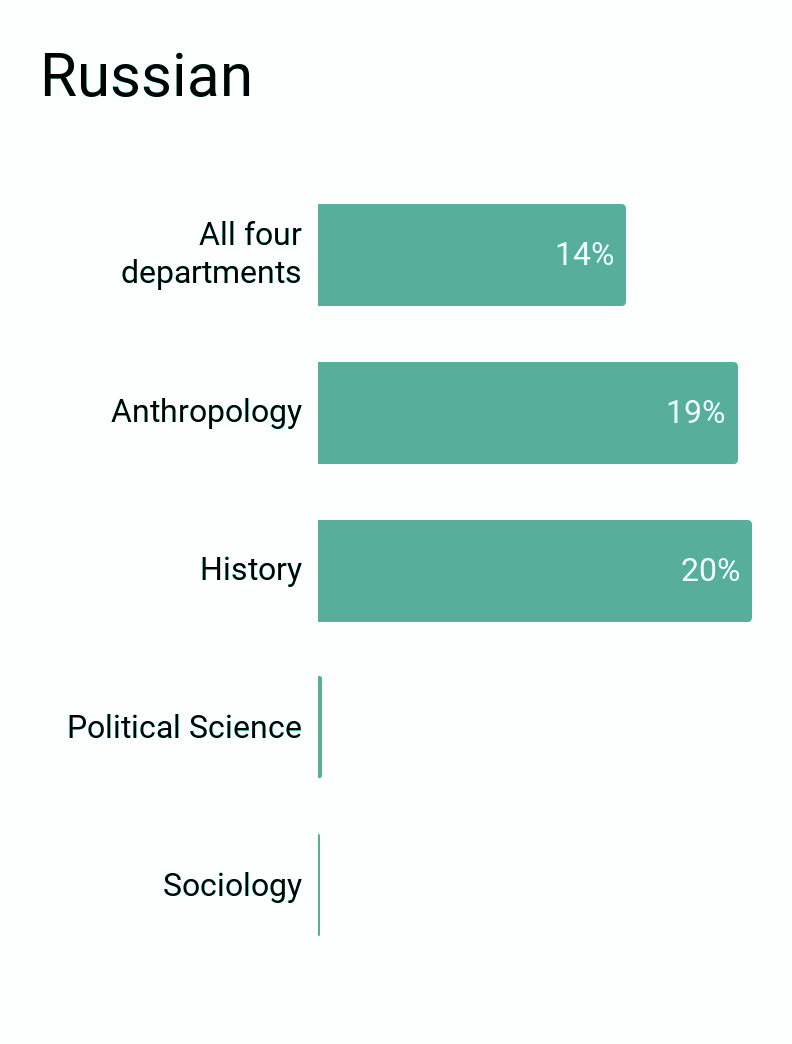 Russian
All four
departments
14%
Anthropology
19%
History
20%
Political Science
Sociology